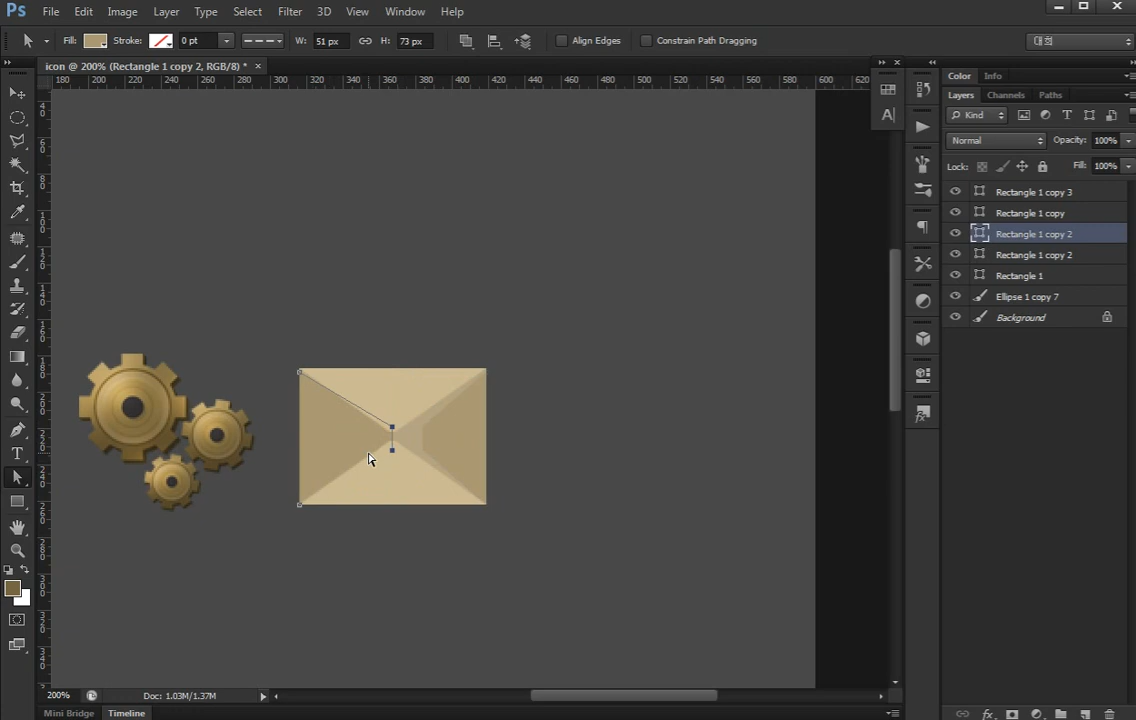 Ps File Edit Image Layer Type Select Filter 3D View Window Help
Fill: Stroke: 0 pt W: 51 px H: 73 px Align Edges Constrain Path Dragging 대희
icon @ 200% (Rectangle 1 copy 2, RGB/8) * ×
180 200 220 240 260 280 300 320 340 360 380 400 420 440 460 480 500 520 540 560 580 600 620
Color Info
Layers Channels Paths
Kind
Normal Opacity: 100%
Lock: Fill: 100%
Rectangle 1 copy 3
Rectangle 1 copy
Rectangle 1 copy 2
Rectangle 1 copy 2
Rectangle 1
Ellipse 1 copy 7
Background
200% Doc: 1.03M/1.37M
Mini Bridge Timeline